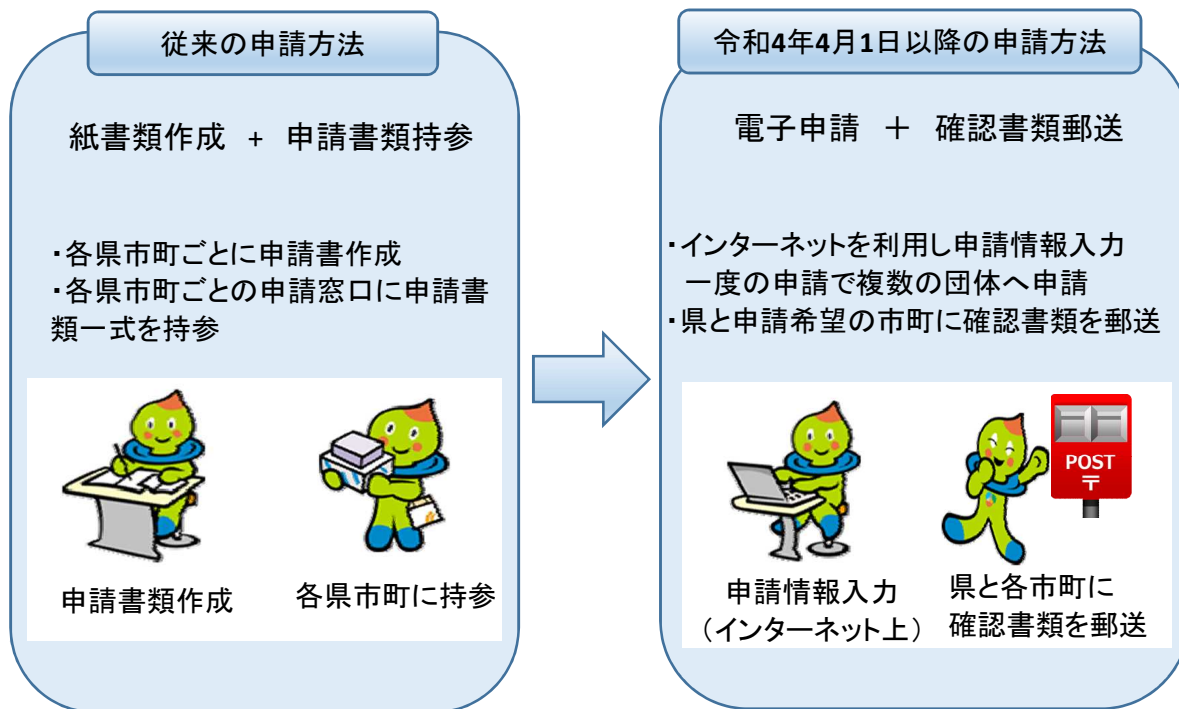 従来の申請方法
紙書類作成 + 申請書類持参
・各県市町ごとに申請書作成
・各県市町ごとの申請窓口に申請書
類一式を持参
申請書類作成
各県市町に持参
令和4年4月1日以降の申請方法
電子申請 ＋ 確認書類郵送
・インターネットを利用し申請情報入力
一度の申請で複数の団体へ申請
・県と申請希望の市町に確認書類を郵送
POST
〒
申請情報入力
（インターネット上）
県と各市町に
確認書類を郵送